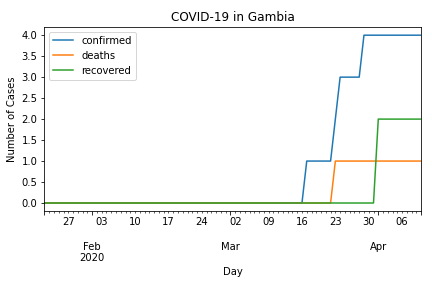 COVID-19 in Gambia
confirmed
deaths
recovered
Number of Cases
4.0
3.5
3.0
2.5
2.0
1.5
1.0
0.5
0.0
27 03 10 17 24 02 09 16 23 30 06
Feb Mar Apr
2020
Day